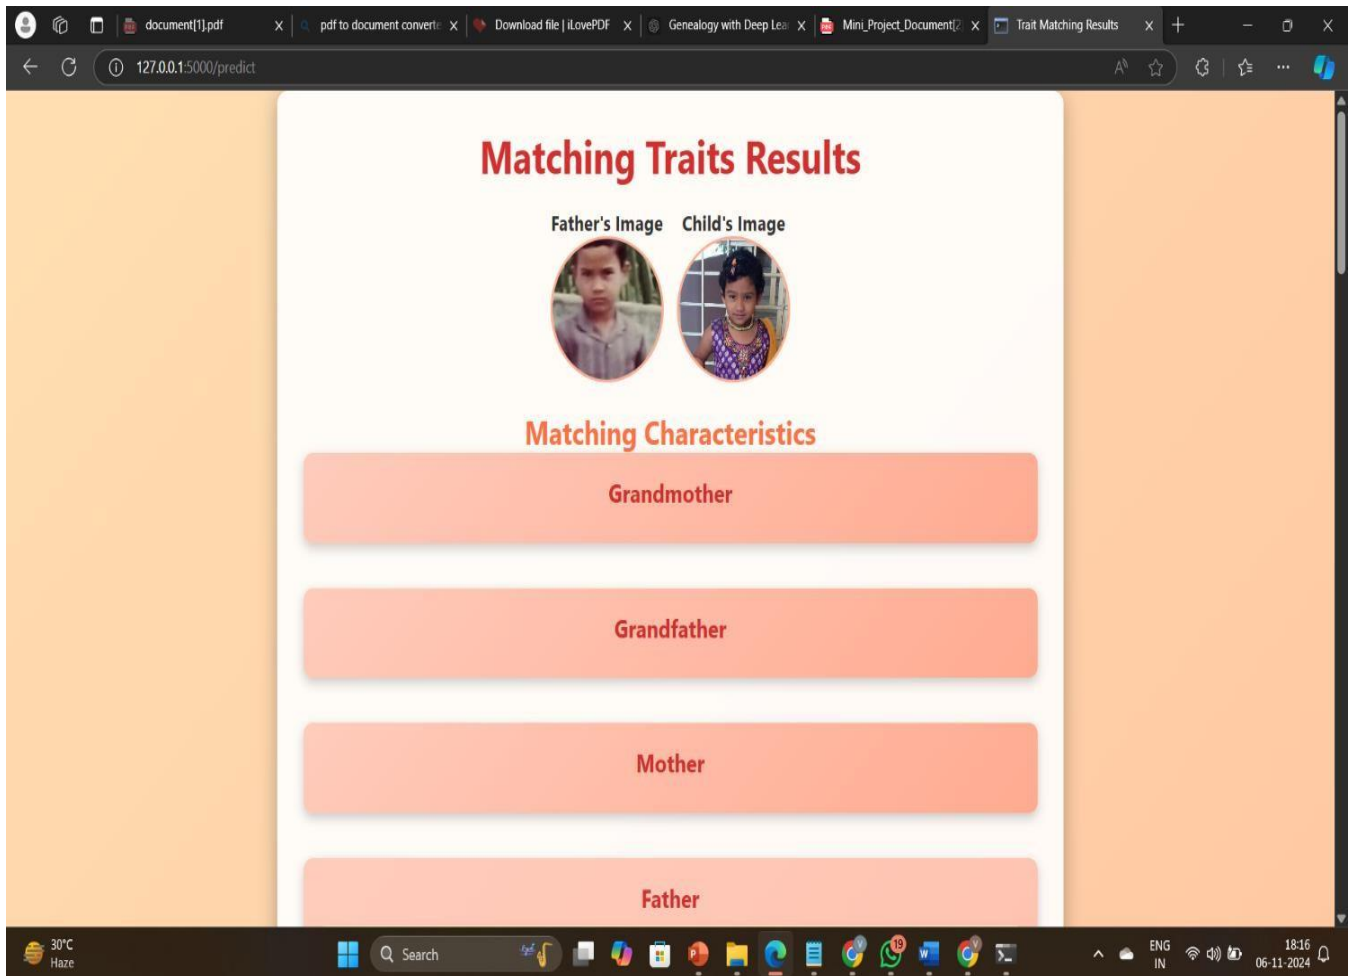 document[1].pdf
pdf to document converte
Download file | iLovePDF
Genealogy with Deep Lea
Mini_Project_Document[2
Trait Matching Results
127.0.0.1:5000/predict
Matching Traits Results
Father's Image Child's Image
Matching Characteristics
Grandmother
Grandfather
Mother
Father
30°C
Haze
Search
19
ENG
IN
18:16
06-11-2024